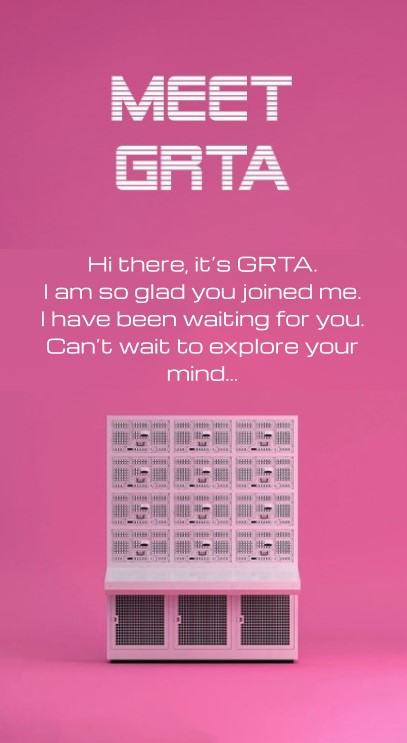 MEET
GRTA
Hi there, it's GRTA.
I am so glad you joined me.
I have been waiting for you.
Can't wait to explore your
mind...